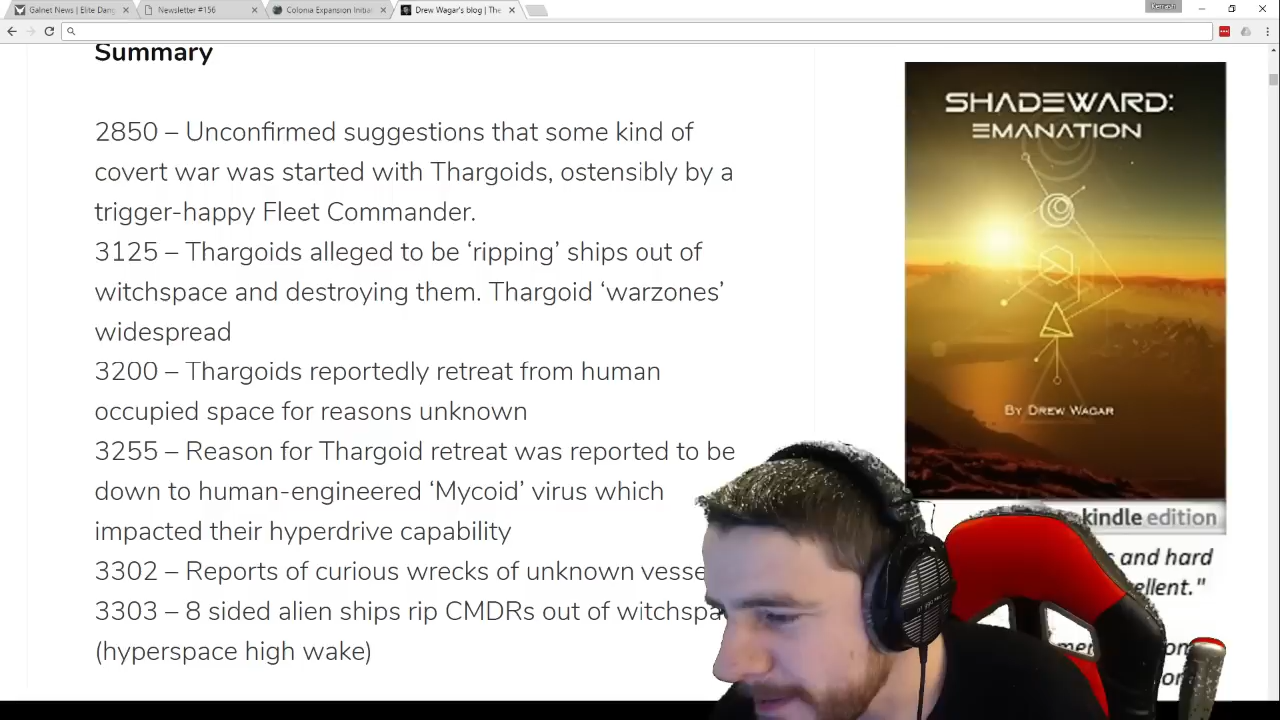 Galnet News | Elite Dang
Newsletter #156
Colonia Expansion Initia
Drew Wagar's blog | The
Summary
2850 – Unconfirmed suggestions that some kind of
covert war was started with Thargoids, ostensibly by a
trigger-happy Fleet Commander.
3125 – Thargoids alleged to be ‘ripping’ ships out of
witchspace and destroying them. Thargoid ‘warzones’
widespread
3200 – Thargoids reportedly retreat from human
occupied space for reasons unknown
3255 – Reason for Thargoid retreat was reported to be
down to human-engineered ‘Mycoid’ virus which
impacted their hyperdrive capability
3302 – Reports of curious wrecks of unknown vesse
3303 – 8 sided alien ships rip CMDRs out of witchspa
(hyperspace high wake)
SHADEWARD:
EMANATION
BY DREW WAGAR
kindle edition
and hard